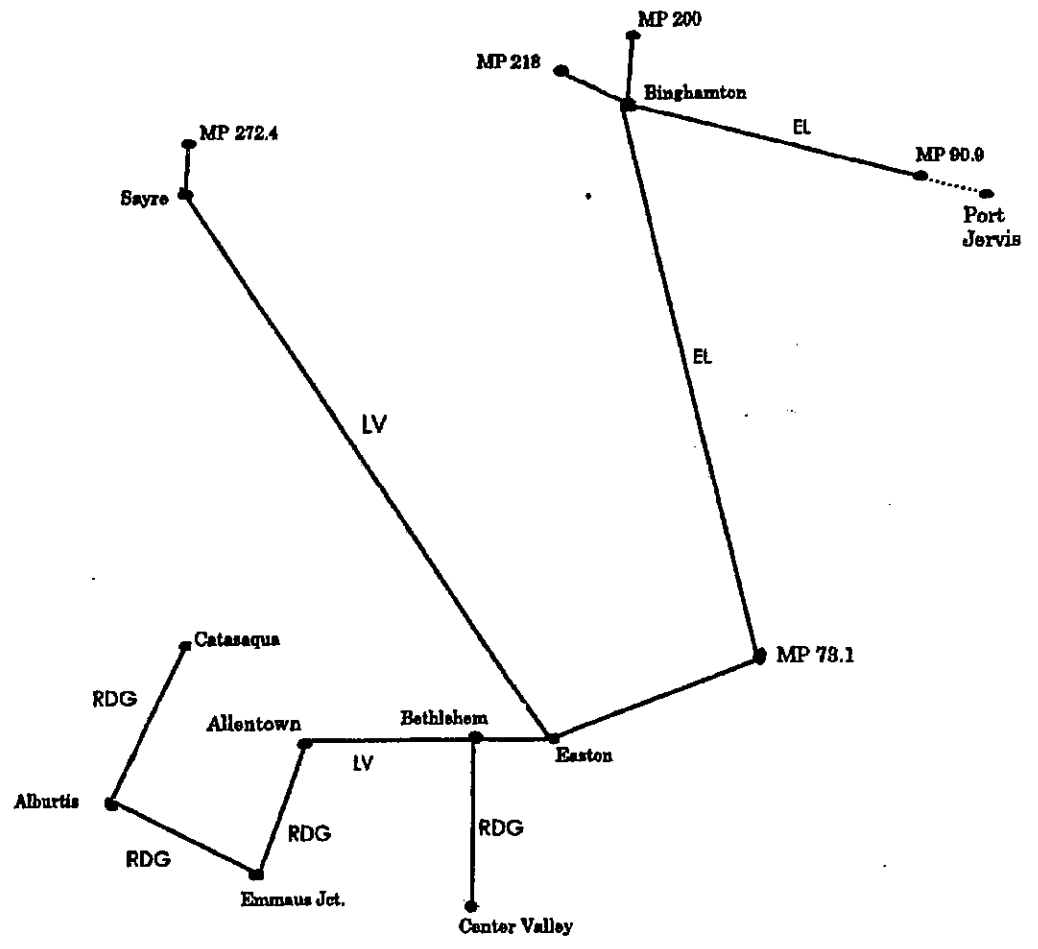 MP 200
MP 218
Binghamton
EL
MP 90.9
MP 272.4
Sayre
Port
Jervis
EL
LV
Catasaqua
MP 73.1
RDG
Allentown
Bethlehem
Easton
LV
Alburtis
RDG
RDG
RDG
Emmaus Jct.
Center Valley